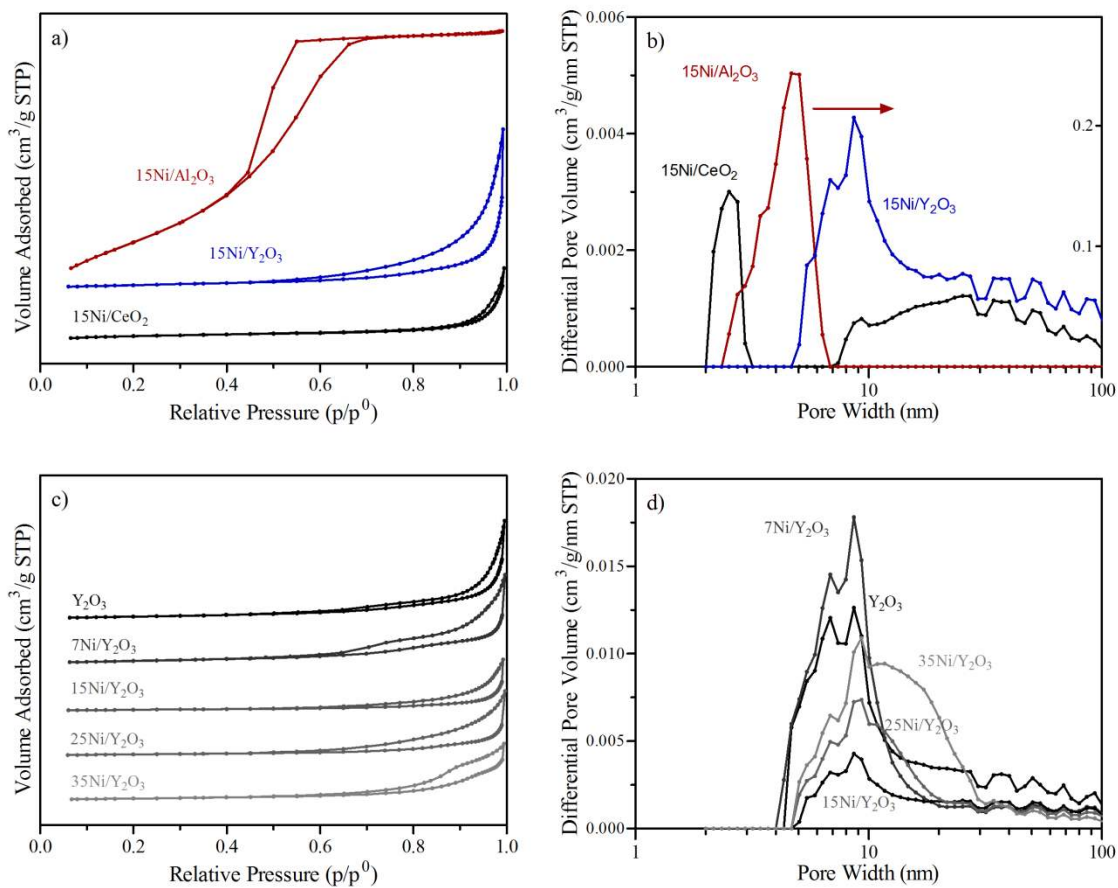 a)
Volume Adsorbed (cm³/g STP)
15Ni/Al₂O₃
15Ni/Y₂O₃
15Ni/CeO₂
0.0 0.2 0.4 0.6 0.8 1.0
Relative Pressure (p/p⁰)
b)
Differential Pore Volume (cm³/g/nm STP)
0.006
0.004
0.002
0.000
15Ni/Al₂O₃
15Ni/CeO₂
15Ni/Y₂O₃
0.2
0.1
1 10 100
Pore Width (nm)
c)
Volume Adsorbed (cm³/g STP)
Y₂O₃
7Ni/Y₂O₃
15Ni/Y₂O₃
25Ni/Y₂O₃
35Ni/Y₂O₃
0.0 0.2 0.4 0.6 0.8 1.0
Relative Pressure (p/p⁰)
d)
Differential Pore Volume (cm³/g/nm STP)
0.020
0.015
0.010
0.005
0.000
7Ni/Y₂O₃
Y₂O₃
35Ni/Y₂O₃
25Ni/Y₂O₃
15Ni/Y₂O₃
1 10 100
Pore Width (nm)